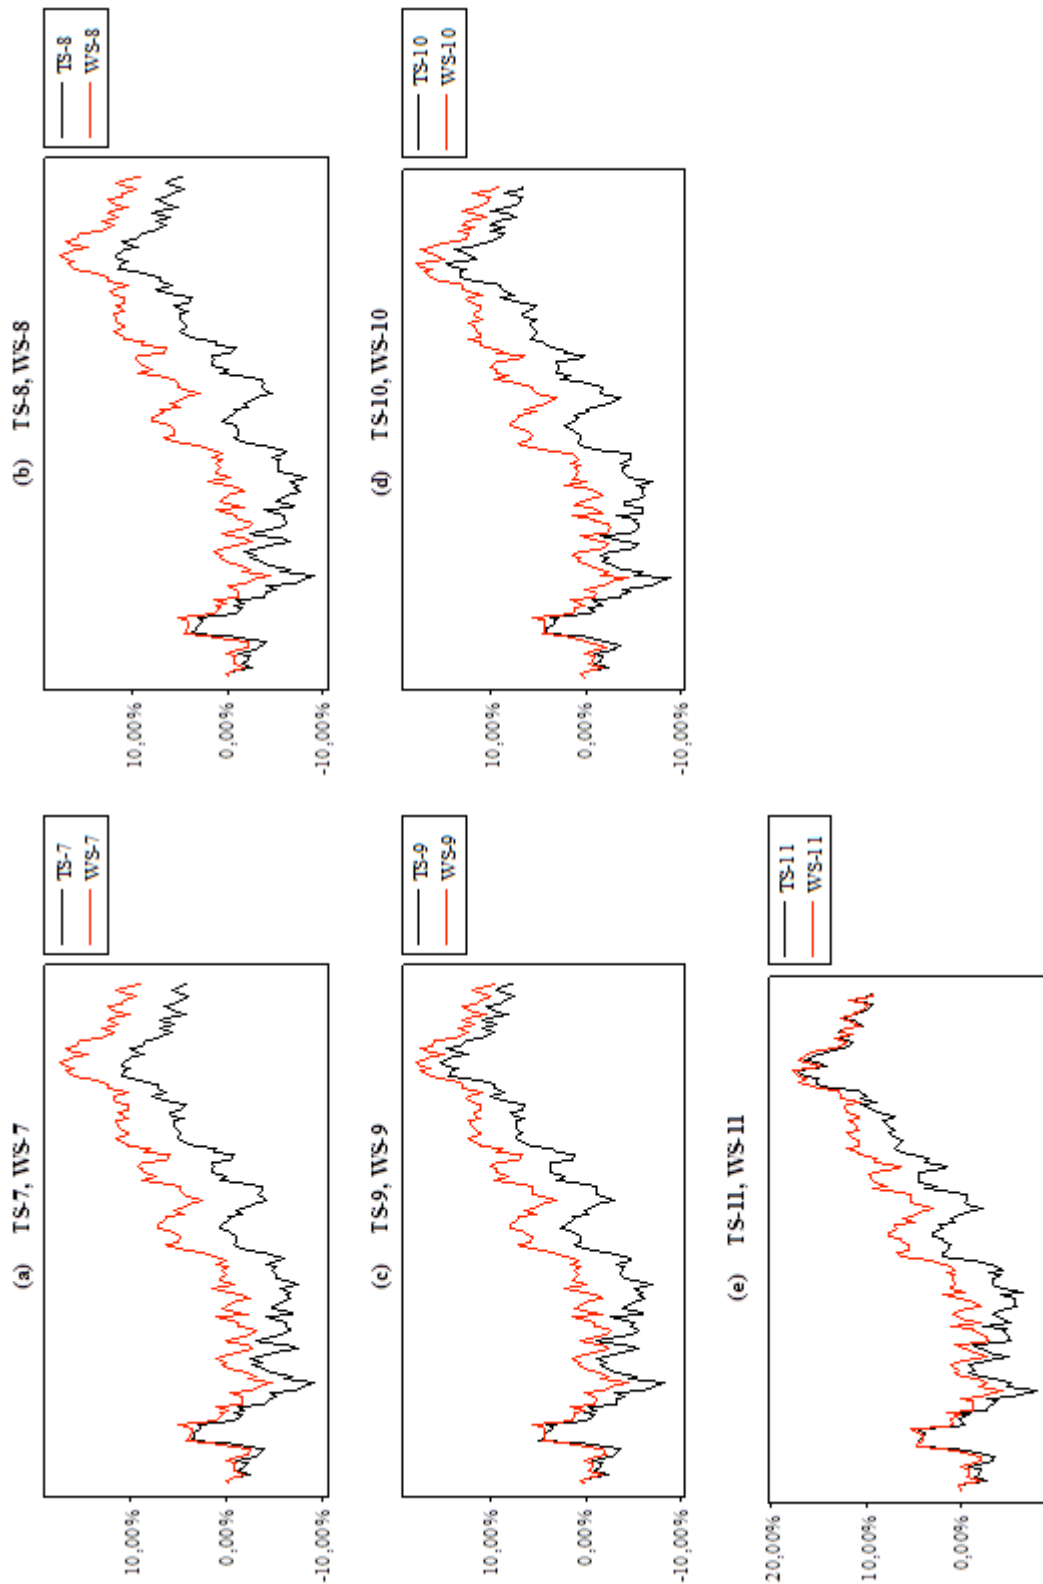 (a) TS-7, WS-7
10,00%
0,00%
-10,00%
TS-7
WS-7
(b) TS-8, WS-8
10,00%
0,00%
-10,00%
TS-8
WS-8
(c) TS-9, WS-9
10,00%
0,00%
-10,00%
TS-9
WS-9
(d) TS-10, WS-10
10,00%
0,00%
-10,00%
TS-10
WS-10
(e) TS-11, WS-11
20,00%
10,00%
0,00%
TS-11
WS-11